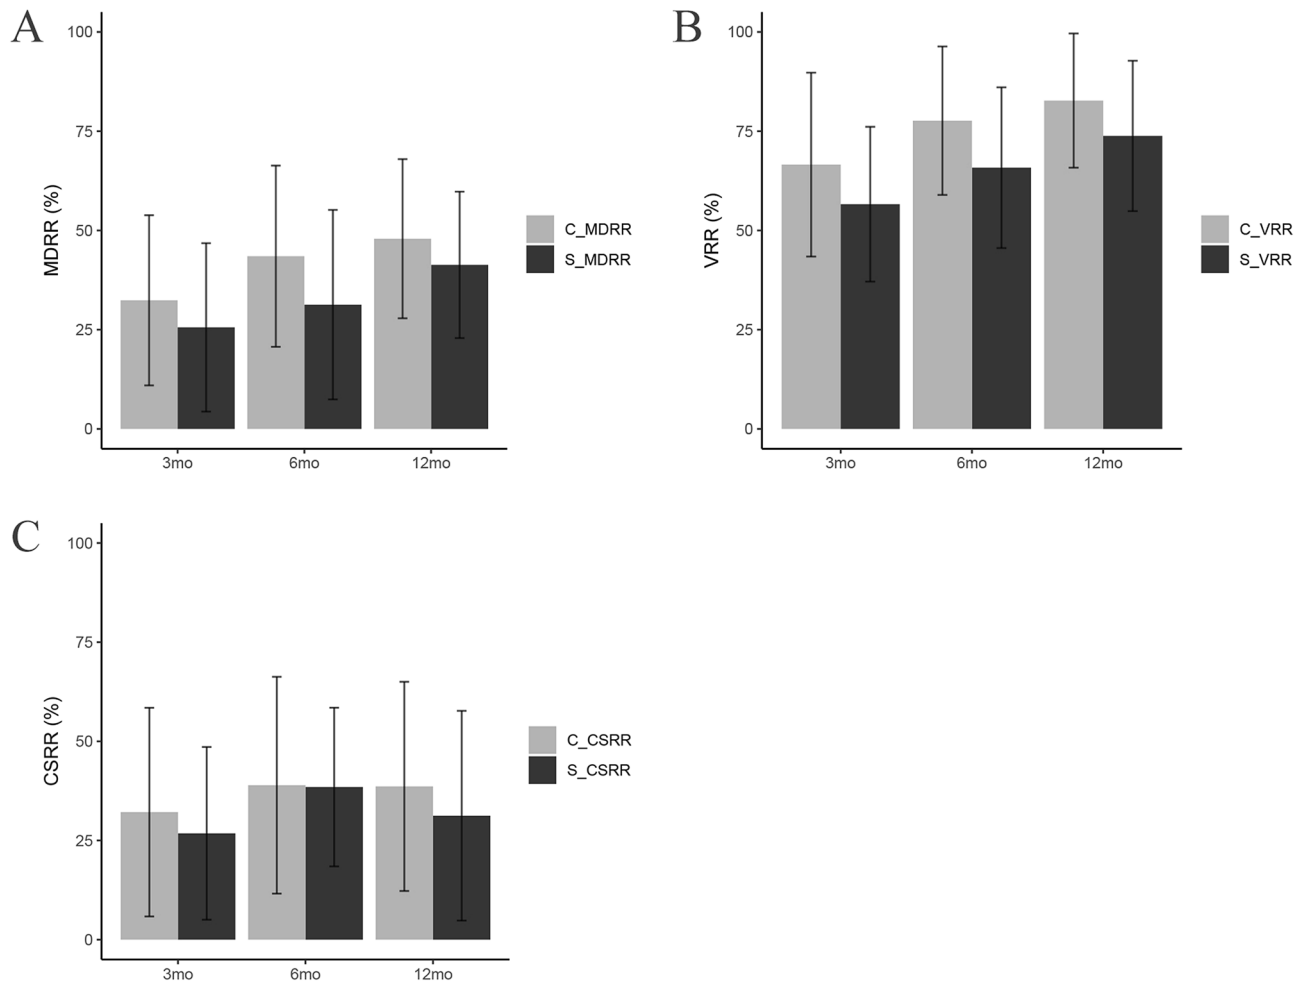 A
100
75
50
25
0
MDRR (%)
3mo
6mo
12mo
C_MDRR
S_MDRR
B
100
75
50
25
0
VRR (%)
3mo
6mo
12mo
C_VRR
S_VRR
C
100
75
50
25
0
CSRR (%)
3mo
6mo
12mo
C_CSRR
S_CSRR